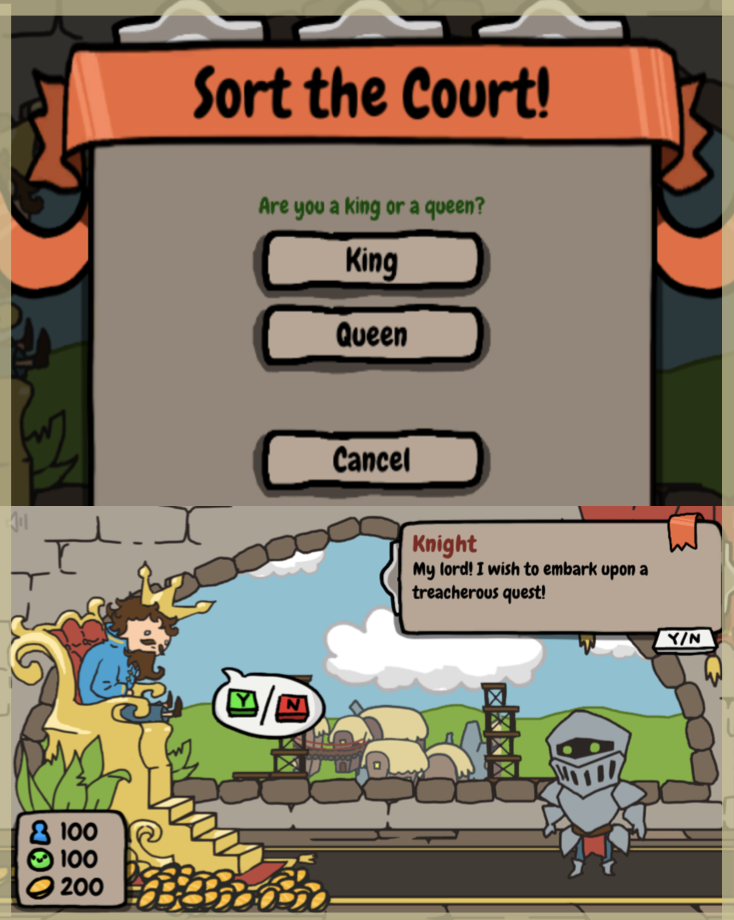 Sort the Court!
Are you a king or a queen?
King
Queen
Cancel
Knight
My lord! I wish to embark upon a
treacherous quest!
Y/N
Y/N
100
100
200